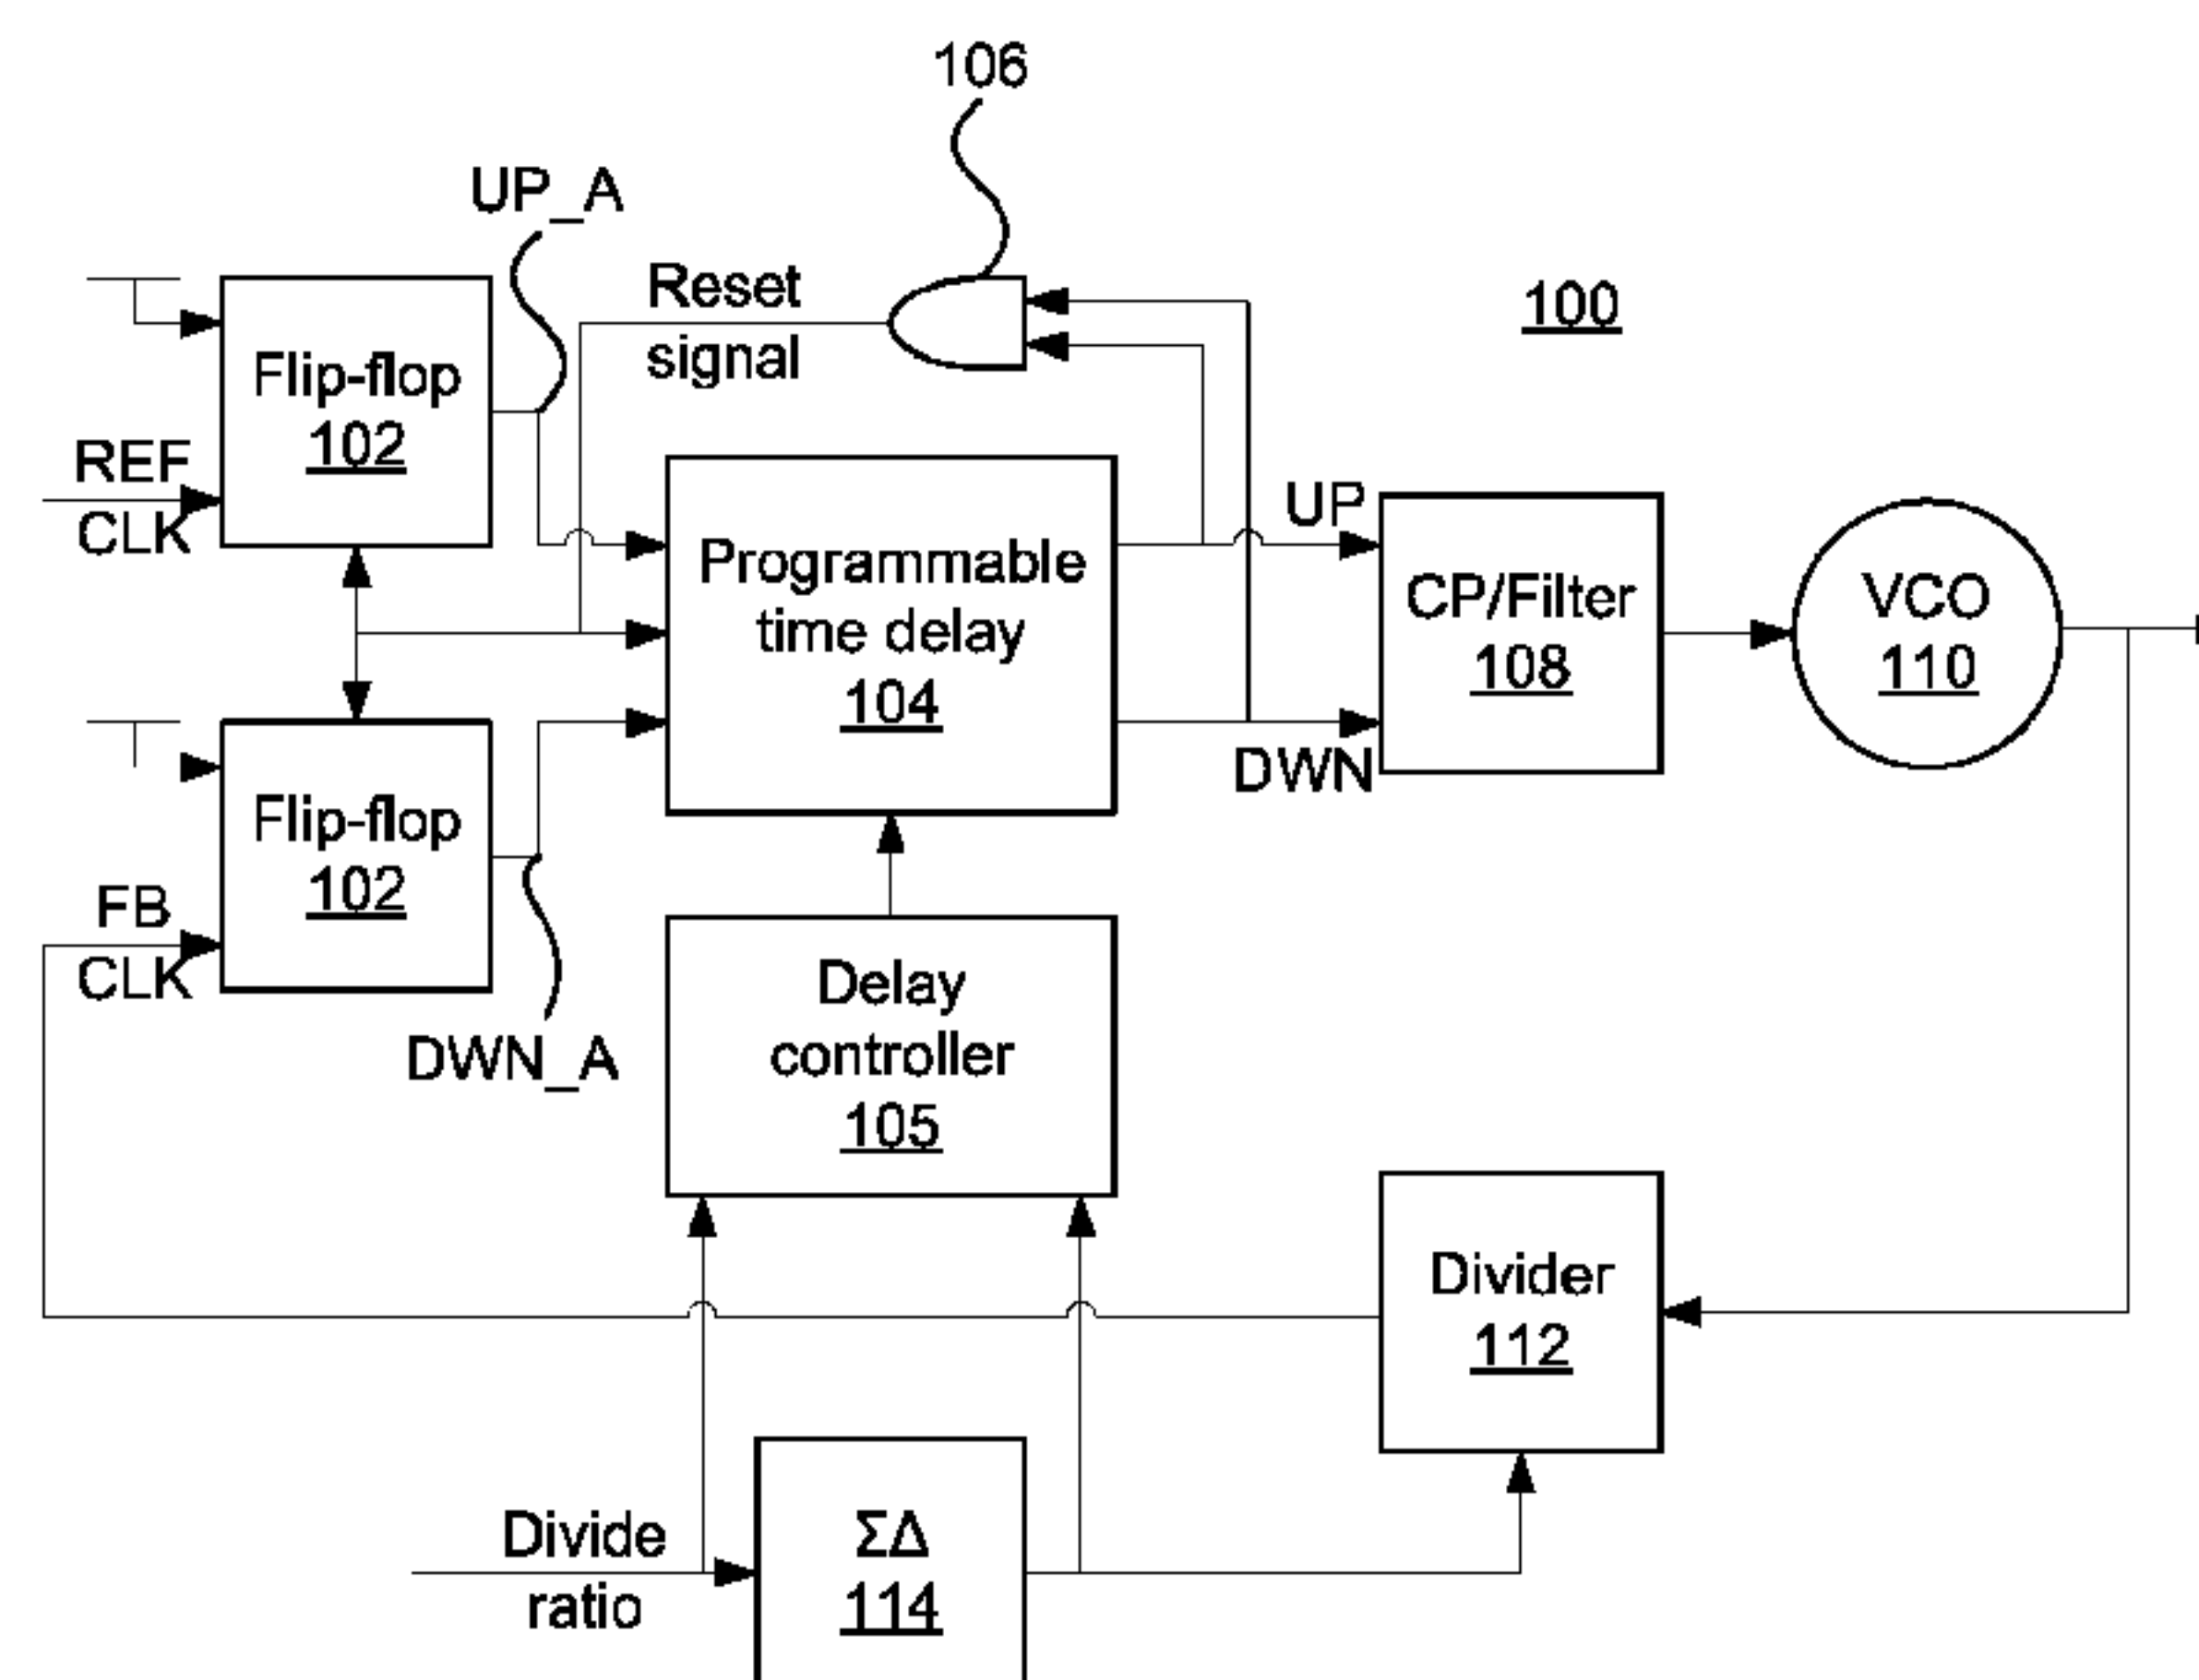 106
UP_A
Reset
signal
100
Flip-flop
102
REF
CLK
UP
Programmable
time delay
104
CP/Filter
108
VCO
110
DWN
Flip-flop
102
FB
CLK
DWN_A
Delay
controller
105
Divider
112
Divide
ratio
ΣΔ
114